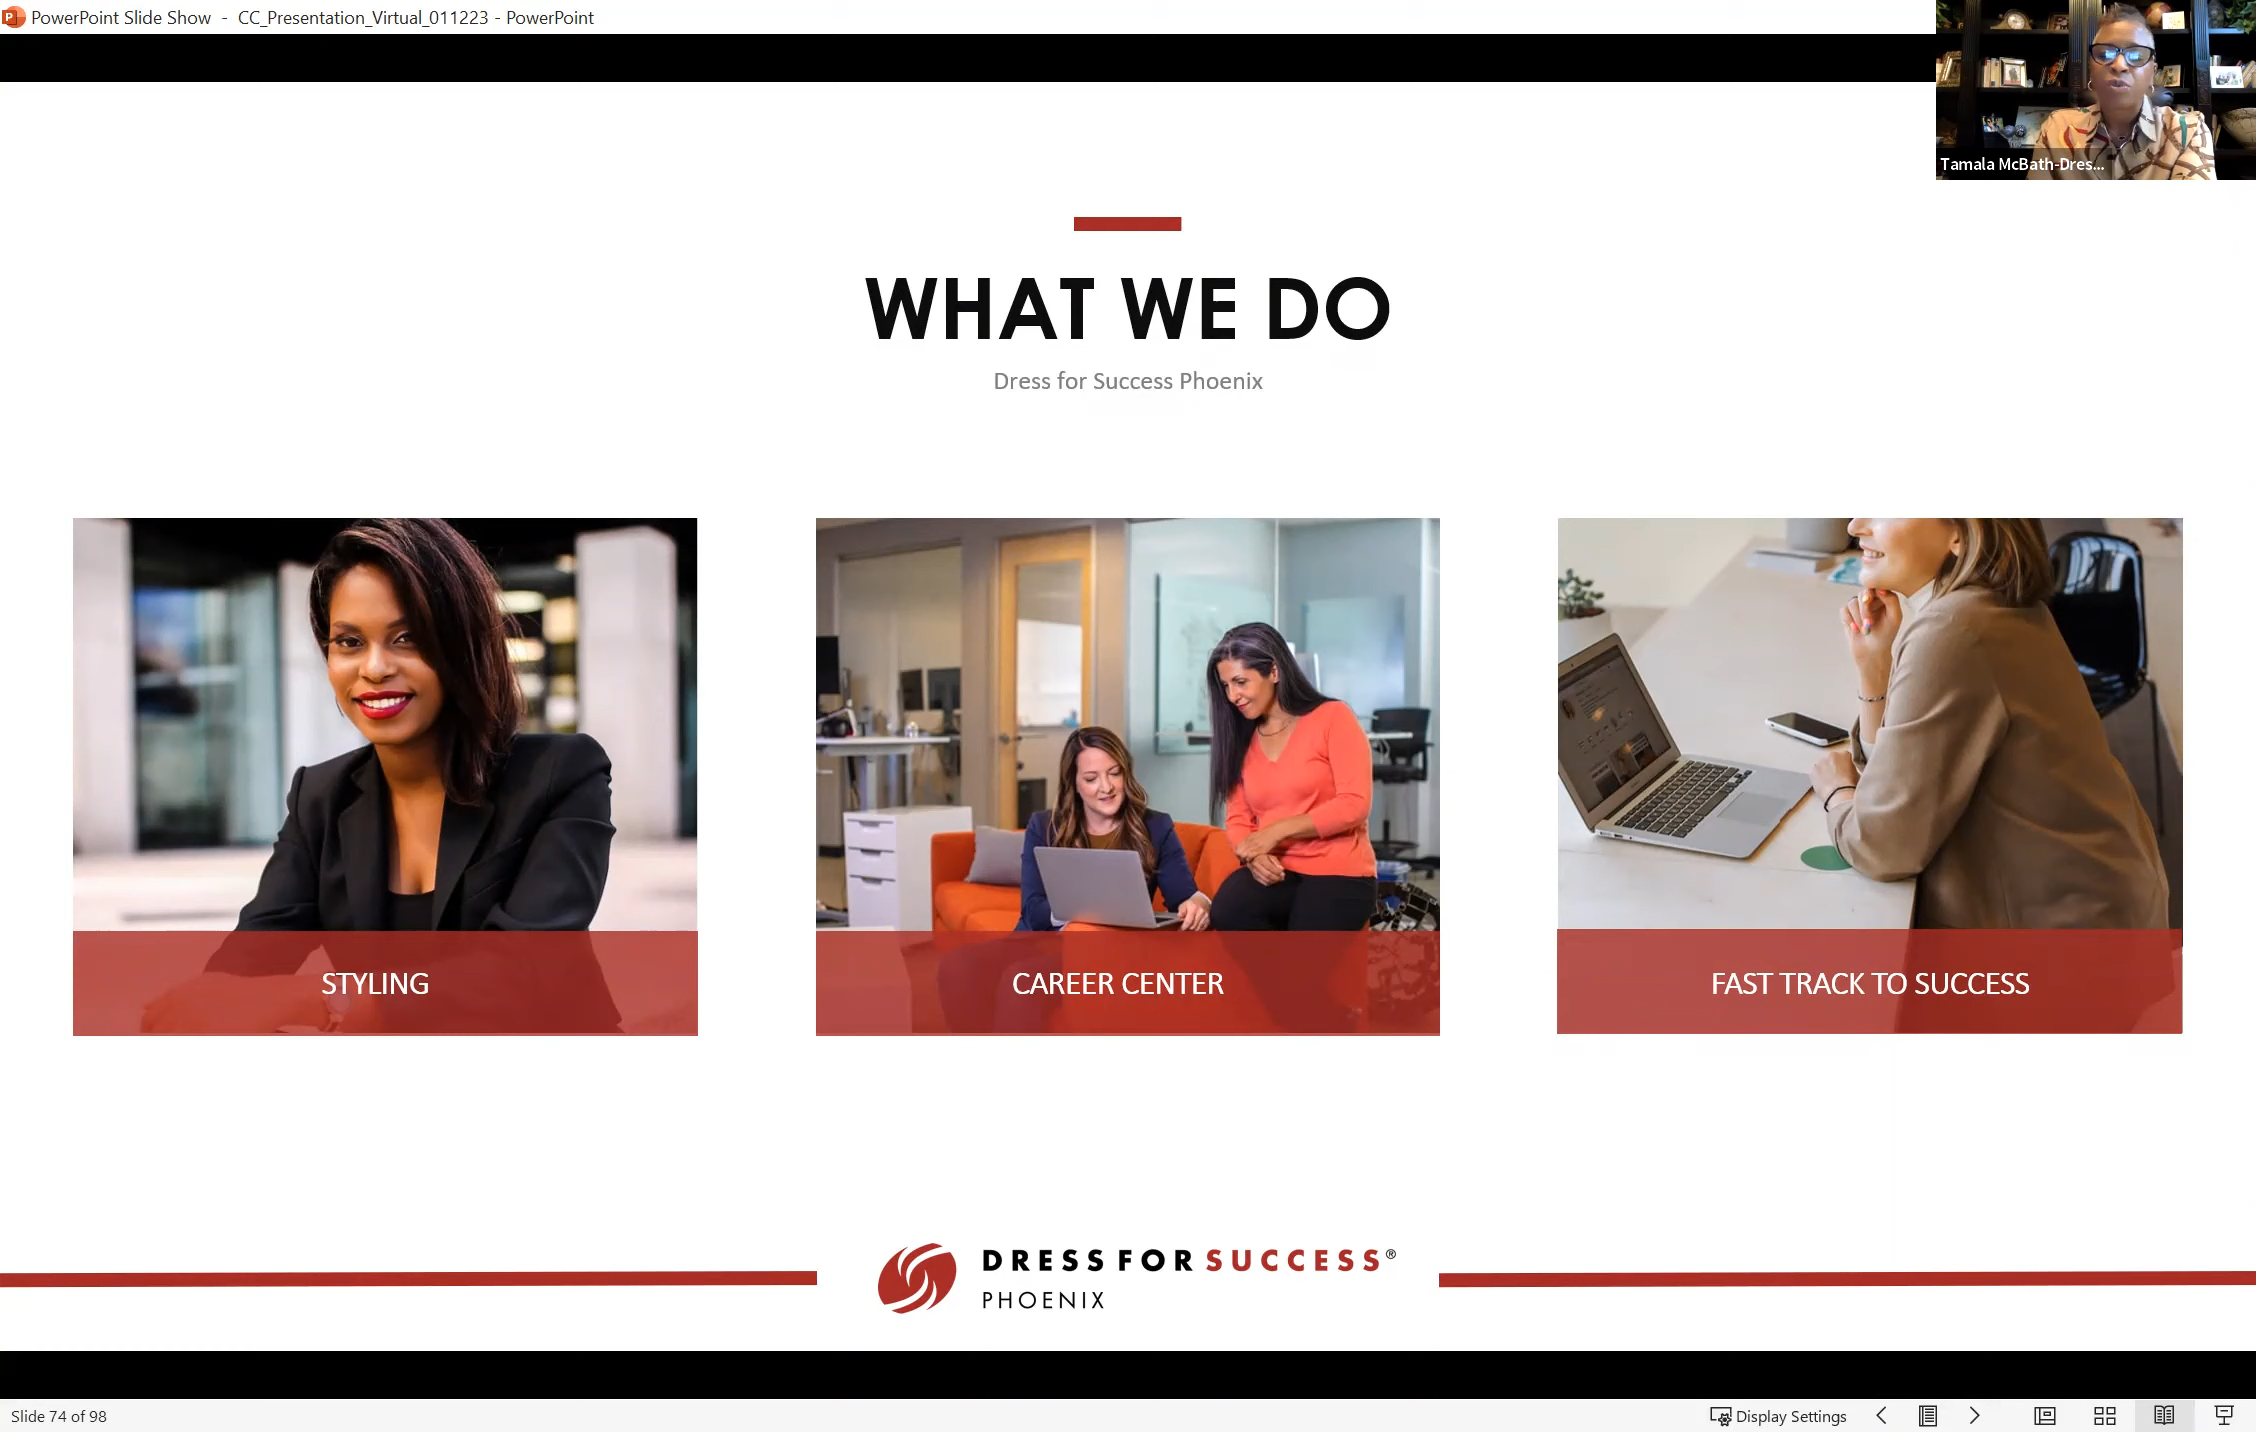 PowerPoint Slide Show - CC_Presentation_Virtual_011223 - PowerPoint
Tamala McBath-Dres...
WHAT WE DO
Dress for Success Phoenix
STYLING
CAREER CENTER
FAST TRACK TO SUCCESS
DRESS FOR SUCCESS®
PHOENIX
Slide 74 of 98
Display Settings